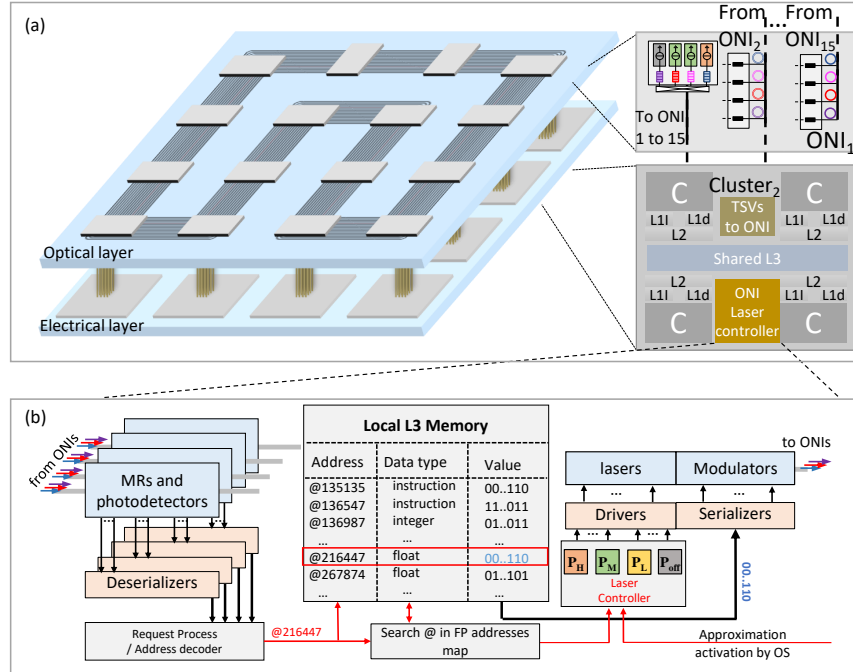 (a)
From ... From
ONI2 ONI15
To ONI
1 to 15
ONI1
Optical layer
Electrical layer
C Cluster2 C
TSVs
to ONI
L1I L1d L1I L1d
L2 L2
Shared L3
L2 L2
L1I L1d L1I L1d
C ONI C
Laser
controller
(b)
from ONIs
MRs and
photodetectors
...
...
Deserializers
Request Process
/ Address decoder
@216447
Local L3 Memory
Address Data type Value
@135135 instruction 00..110
@136547 instruction 11..011
@136987 integer 01..011
... ... ...
@216447 float 00..110
@267874 float 01..101
... ... ...
Search @ in FP addresses
map
to ONIs
lasers Modulators
... ...
Drivers Serializers
... ...
PH PM PL Poff
Laser
Controller
00..110
Approximation
activation by OS